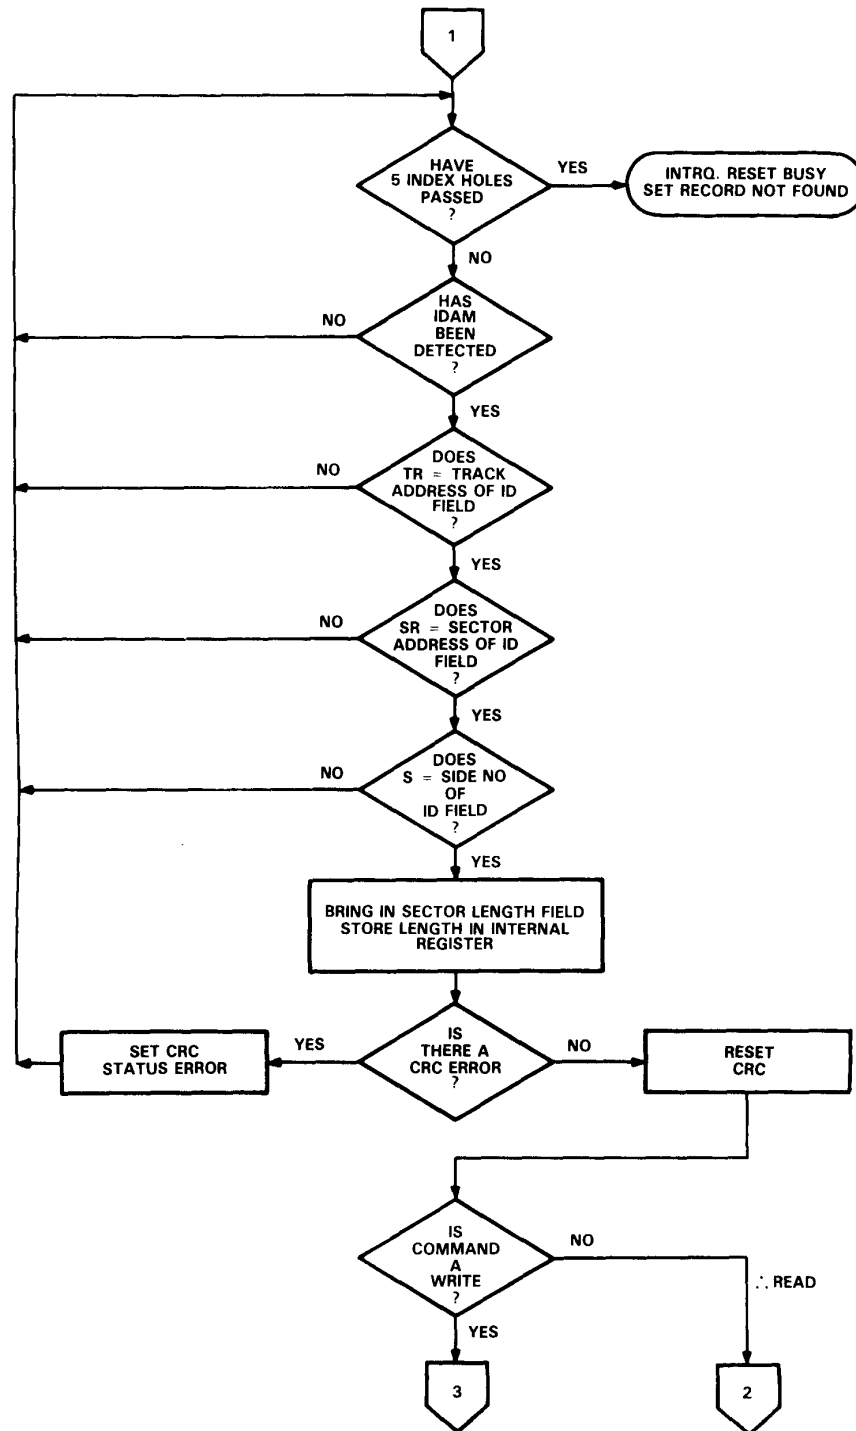 1
HAVE
5 INDEX HOLES
PASSED
?
YES
INTRQ. RESET BUSY
SET RECORD NOT FOUND
NO
HAS
IDAM
BEEN
DETECTED
?
NO
YES
DOES
TR = TRACK
ADDRESS OF ID
FIELD
?
NO
YES
DOES
SR = SECTOR
ADDRESS OF ID
FIELD
?
NO
YES
DOES
S = SIDE NO
OF
ID FIELD
?
NO
YES
BRING IN SECTOR LENGTH FIELD
STORE LENGTH IN INTERNAL
REGISTER
IS
THERE A
CRC ERROR
?
YES
SET CRC
STATUS ERROR
NO
RESET
CRC
IS
COMMAND
A
WRITE
?
NO
∴ READ
YES
3
2